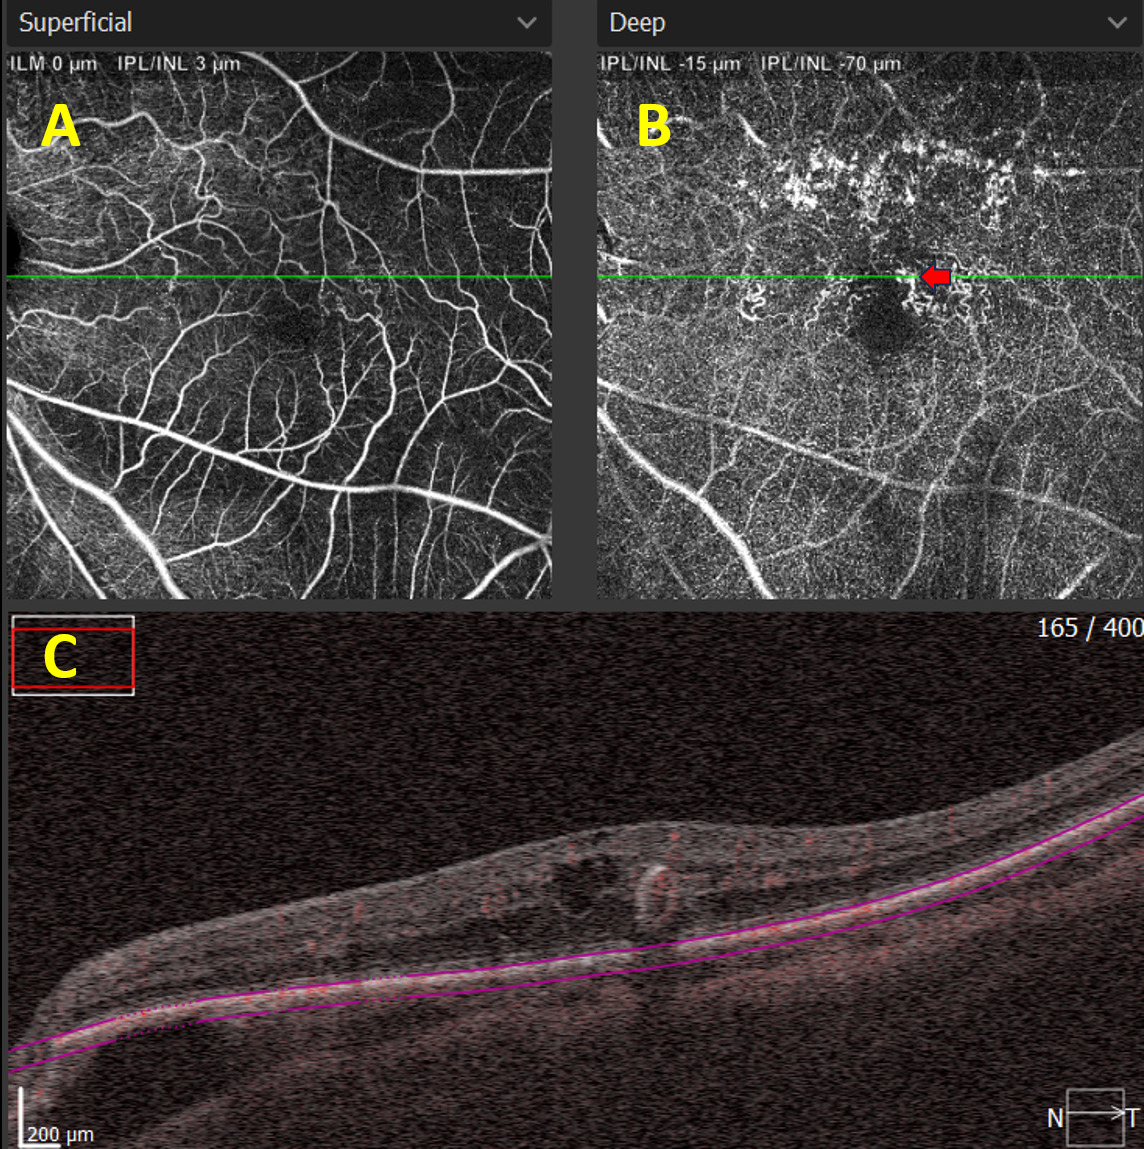 Superficial
Deep
ILM 0 µm IPL/INL 3 µm
IPL/INL -15 µm IPL/INL -70 µm
A
B
C
165 / 400
200 µm
N T